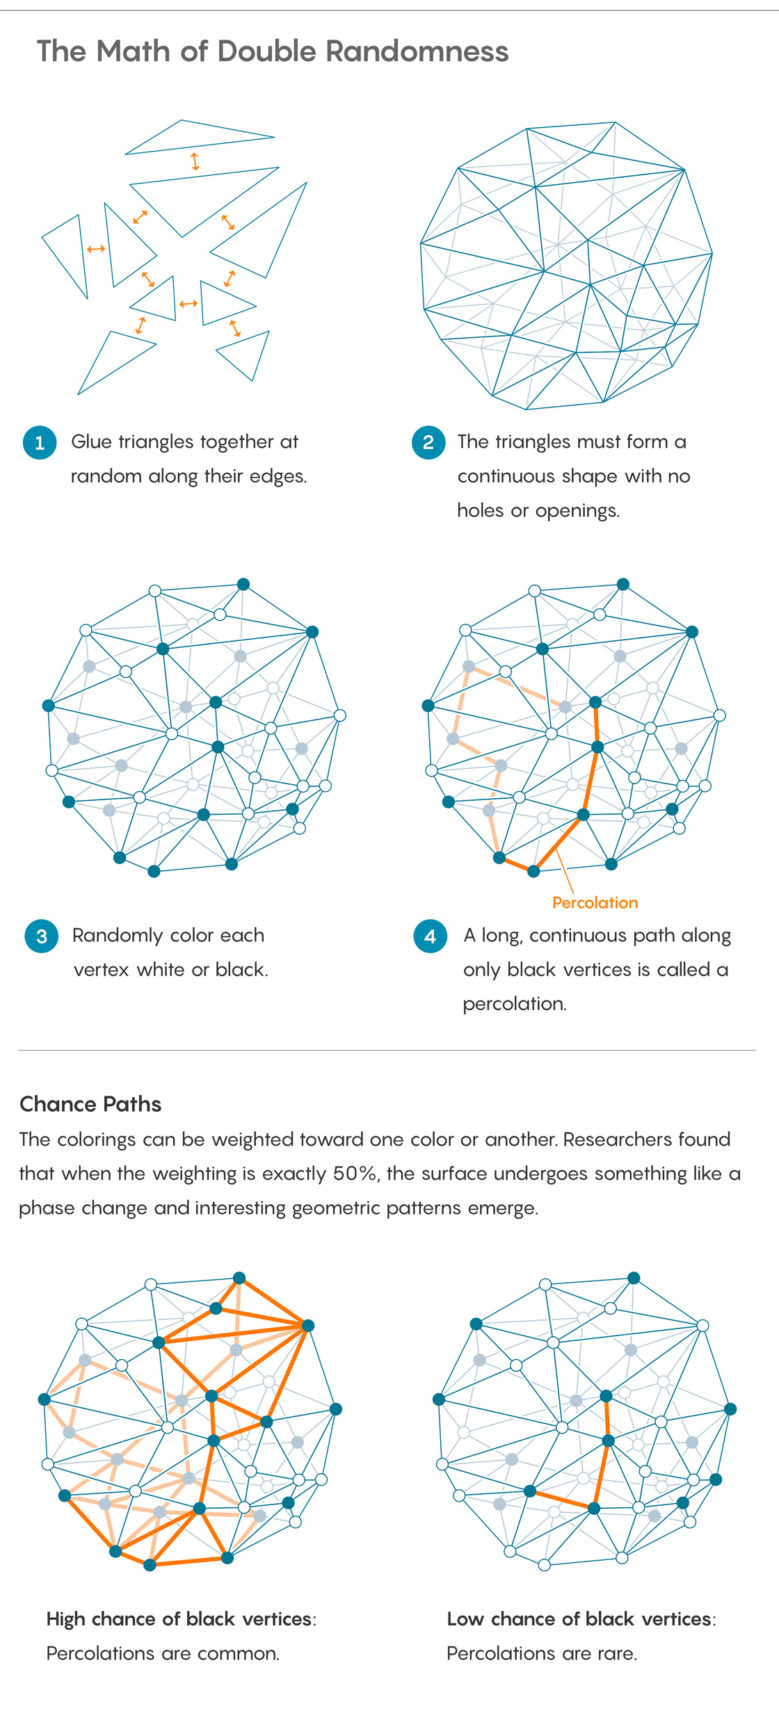 The Math of Double Randomness
1
Glue triangles together at
random along their edges.
2
The triangles must form a
continuous shape with no
holes or openings.
Percolation
3
Randomly color each
vertex white or black.
4
A long, continuous path along
only black vertices is called a
percolation.
Chance Paths
The colorings can be weighted toward one color or another. Researchers found
that when the weighting is exactly 50%, the surface undergoes something like a
phase change and interesting geometric patterns emerge.
High chance of black vertices:
Percolations are common.
Low chance of black vertices:
Percolations are rare.